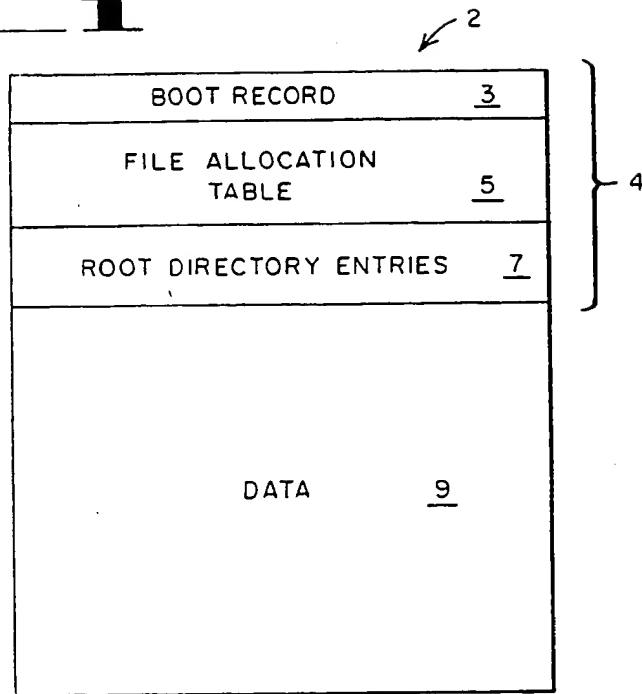 2
BOOT RECORD 3
FILE ALLOCATION
TABLE 5
4
ROOT DIRECTORY ENTRIES 7
DATA 9